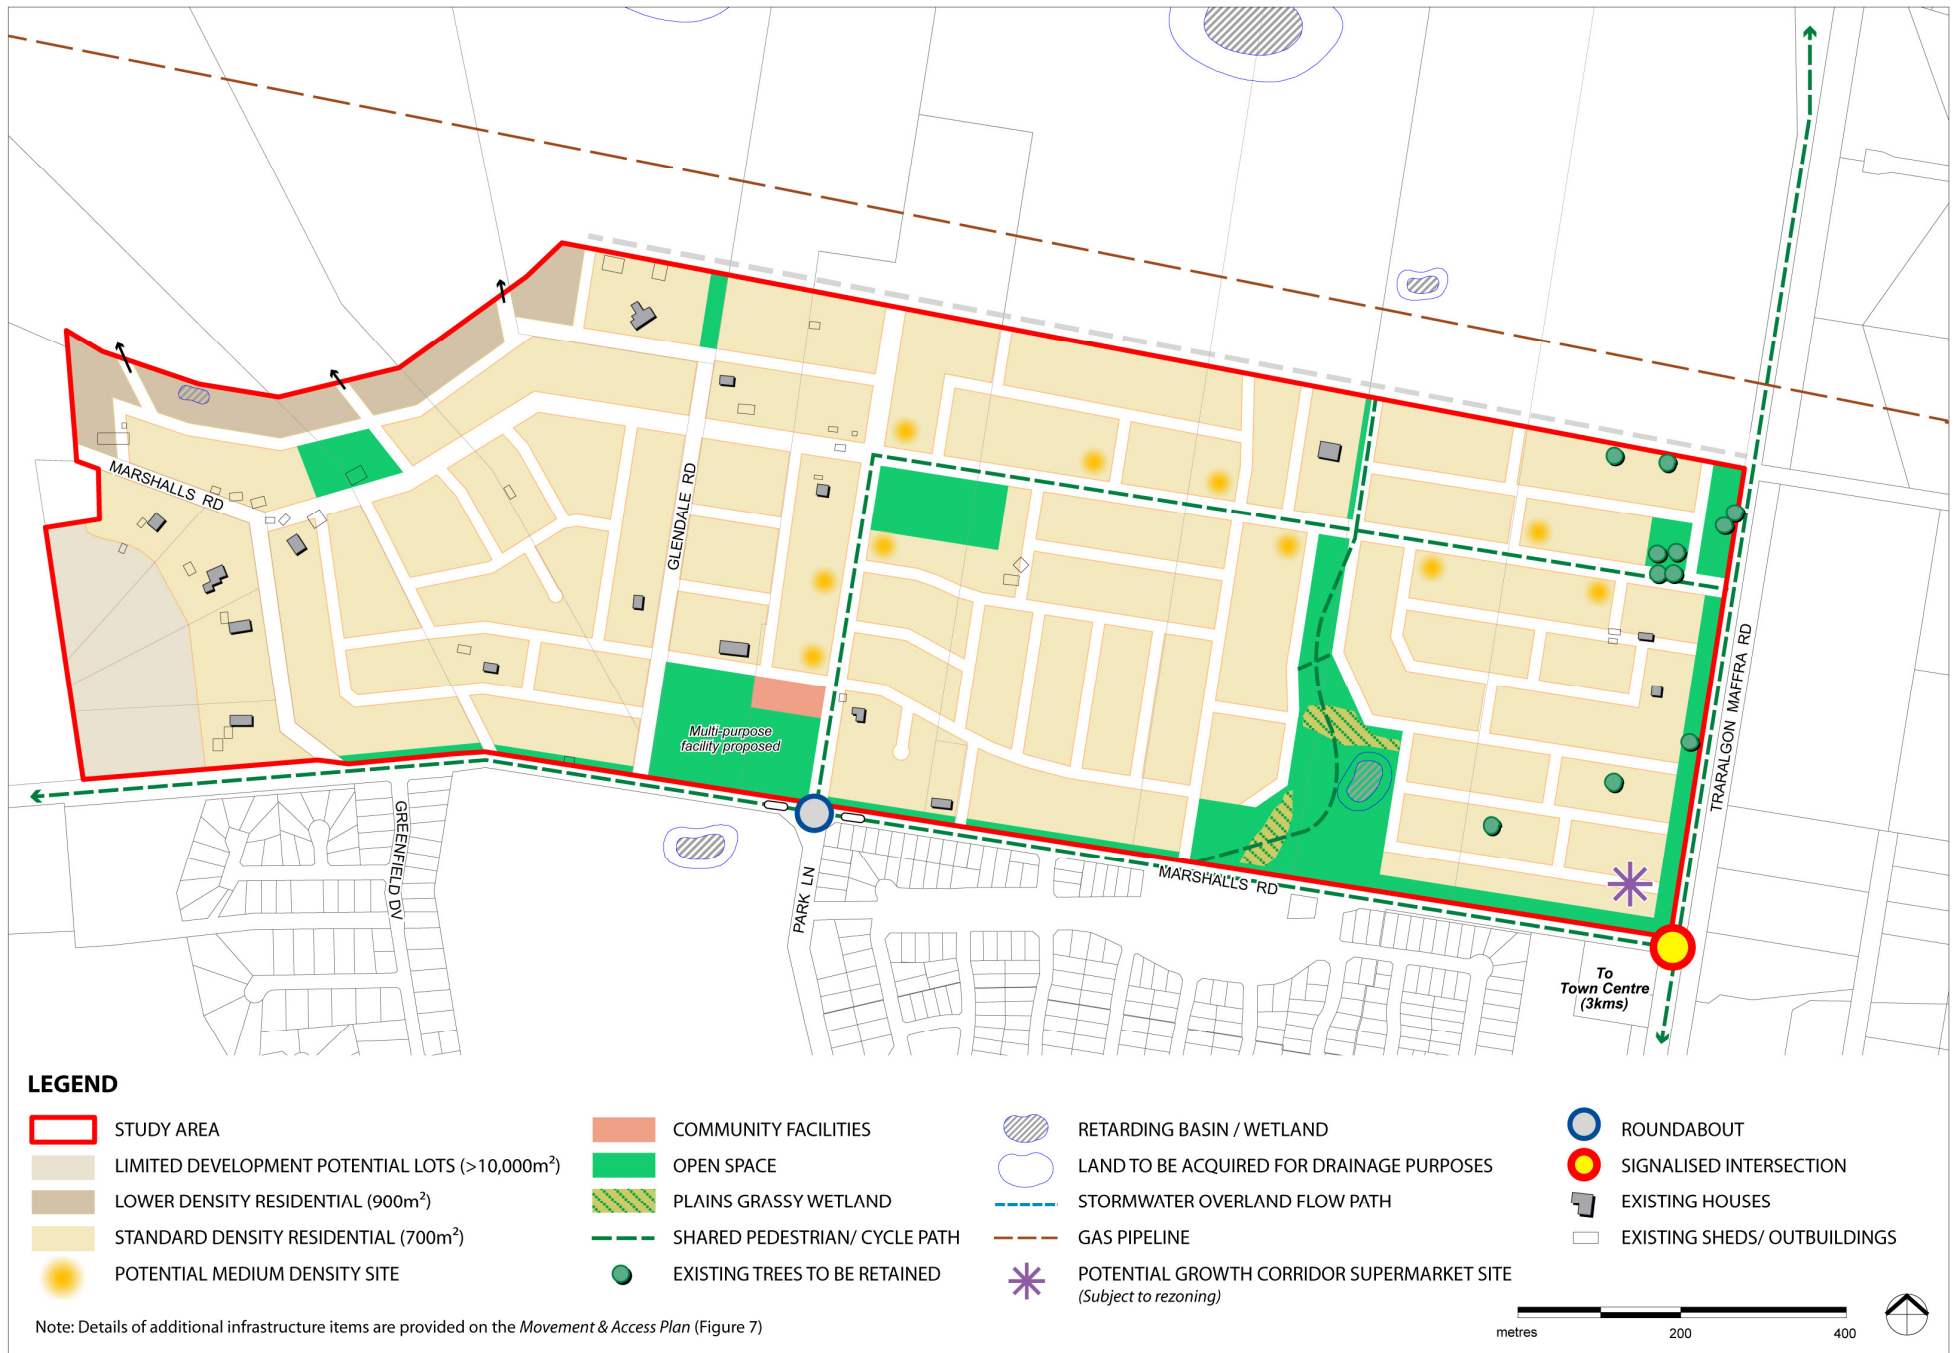 MARSHALLS RD
GLENDALE RD
Multi-purpose
facility proposed
GREENFIELD DV
PARK LN
MARSHALLS RD
TRARALGON MAFFRA RD
To
Town Centre
(3kms)
LEGEND
STUDY AREA
LIMITED DEVELOPMENT POTENTIAL LOTS (>10,000m²)
LOWER DENSITY RESIDENTIAL (900m²)
STANDARD DENSITY RESIDENTIAL (700m²)
POTENTIAL MEDIUM DENSITY SITE
COMMUNITY FACILITIES
OPEN SPACE
PLAINS GRASSY WETLAND
SHARED PEDESTRIAN/ CYCLE PATH
EXISTING TREES TO BE RETAINED
RETARDING BASIN / WETLAND
LAND TO BE ACQUIRED FOR DRAINAGE PURPOSES
STORMWATER OVERLAND FLOW PATH
GAS PIPELINE
POTENTIAL GROWTH CORRIDOR SUPERMARKET SITE
(Subject to rezoning)
ROUNDABOUT
SIGNALISED INTERSECTION
EXISTING HOUSES
EXISTING SHEDS/ OUTBUILDINGS
Note: Details of additional infrastructure items are provided on the Movement & Access Plan (Figure 7)
metres 200 400